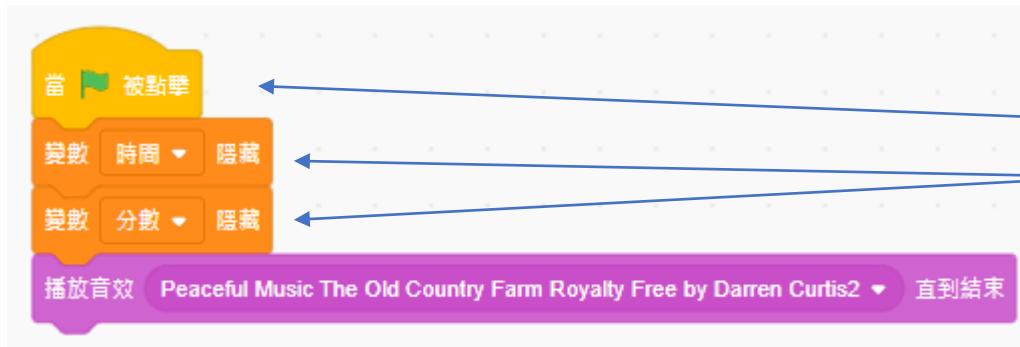 當 被點擊
變數 時間 隱藏
變數 分數 隱藏
播放音效 Peaceful Music The Old Country Farm Royalty Free by Darren Curtis2 直到結束